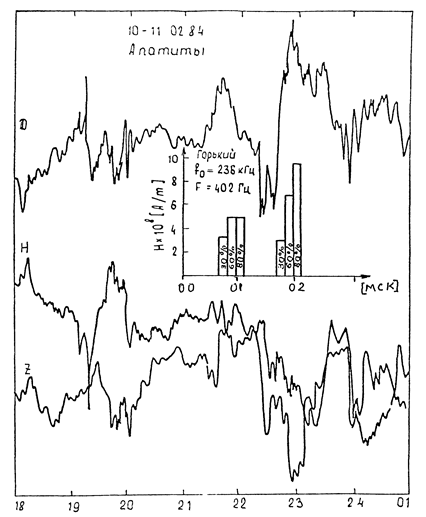 10-11 02 84
Апатиты
D
Горький
f0 = 236 кГц
F = 402 Гц
H×10⁸ [A/m]
10
8
6
4
2
30% 60% 80%
30% 60% 80%
00 01 02 [МСК]
H
Z
18 19 20 21 22 23 24 01